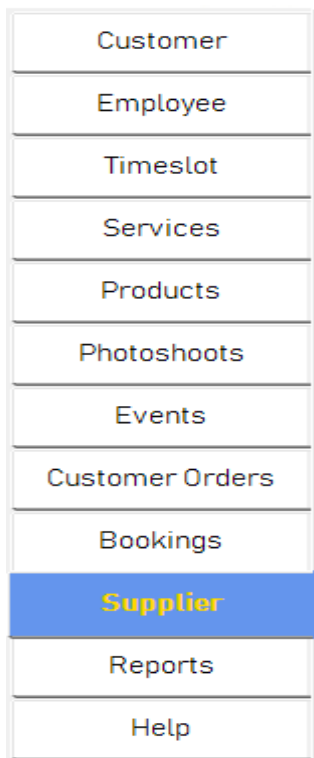 Customer
Employee
Timeslot
Services
Products
Photoshoots
Events
Customer Orders
Bookings
Supplier
Reports
Help